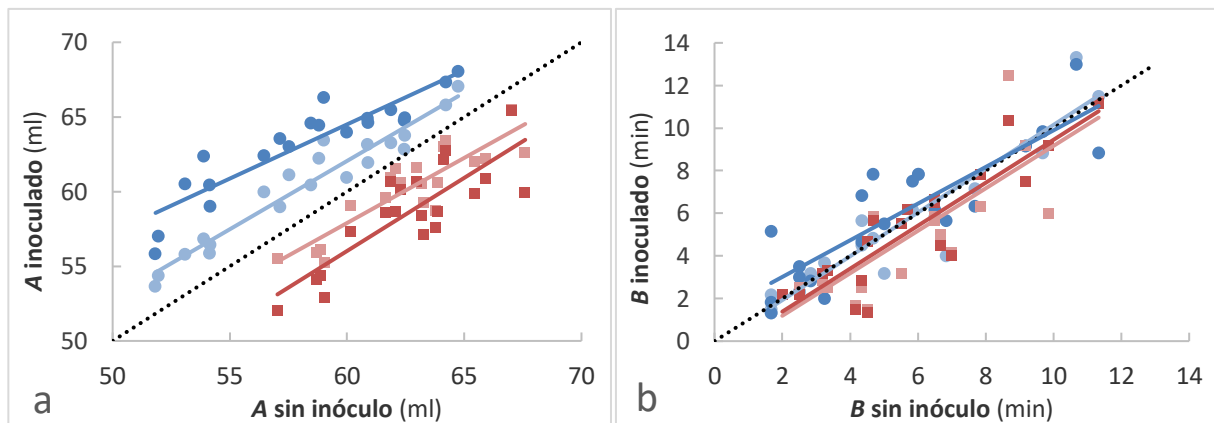 70
65
60
55
50
A inoculado (ml)
50 55 60 65 70
a
A sin inóculo (ml)
14
12
10
8
6
4
2
0
B inoculado (min)
0 2 4 6 8 10 12 14
b
B sin inóculo (min)